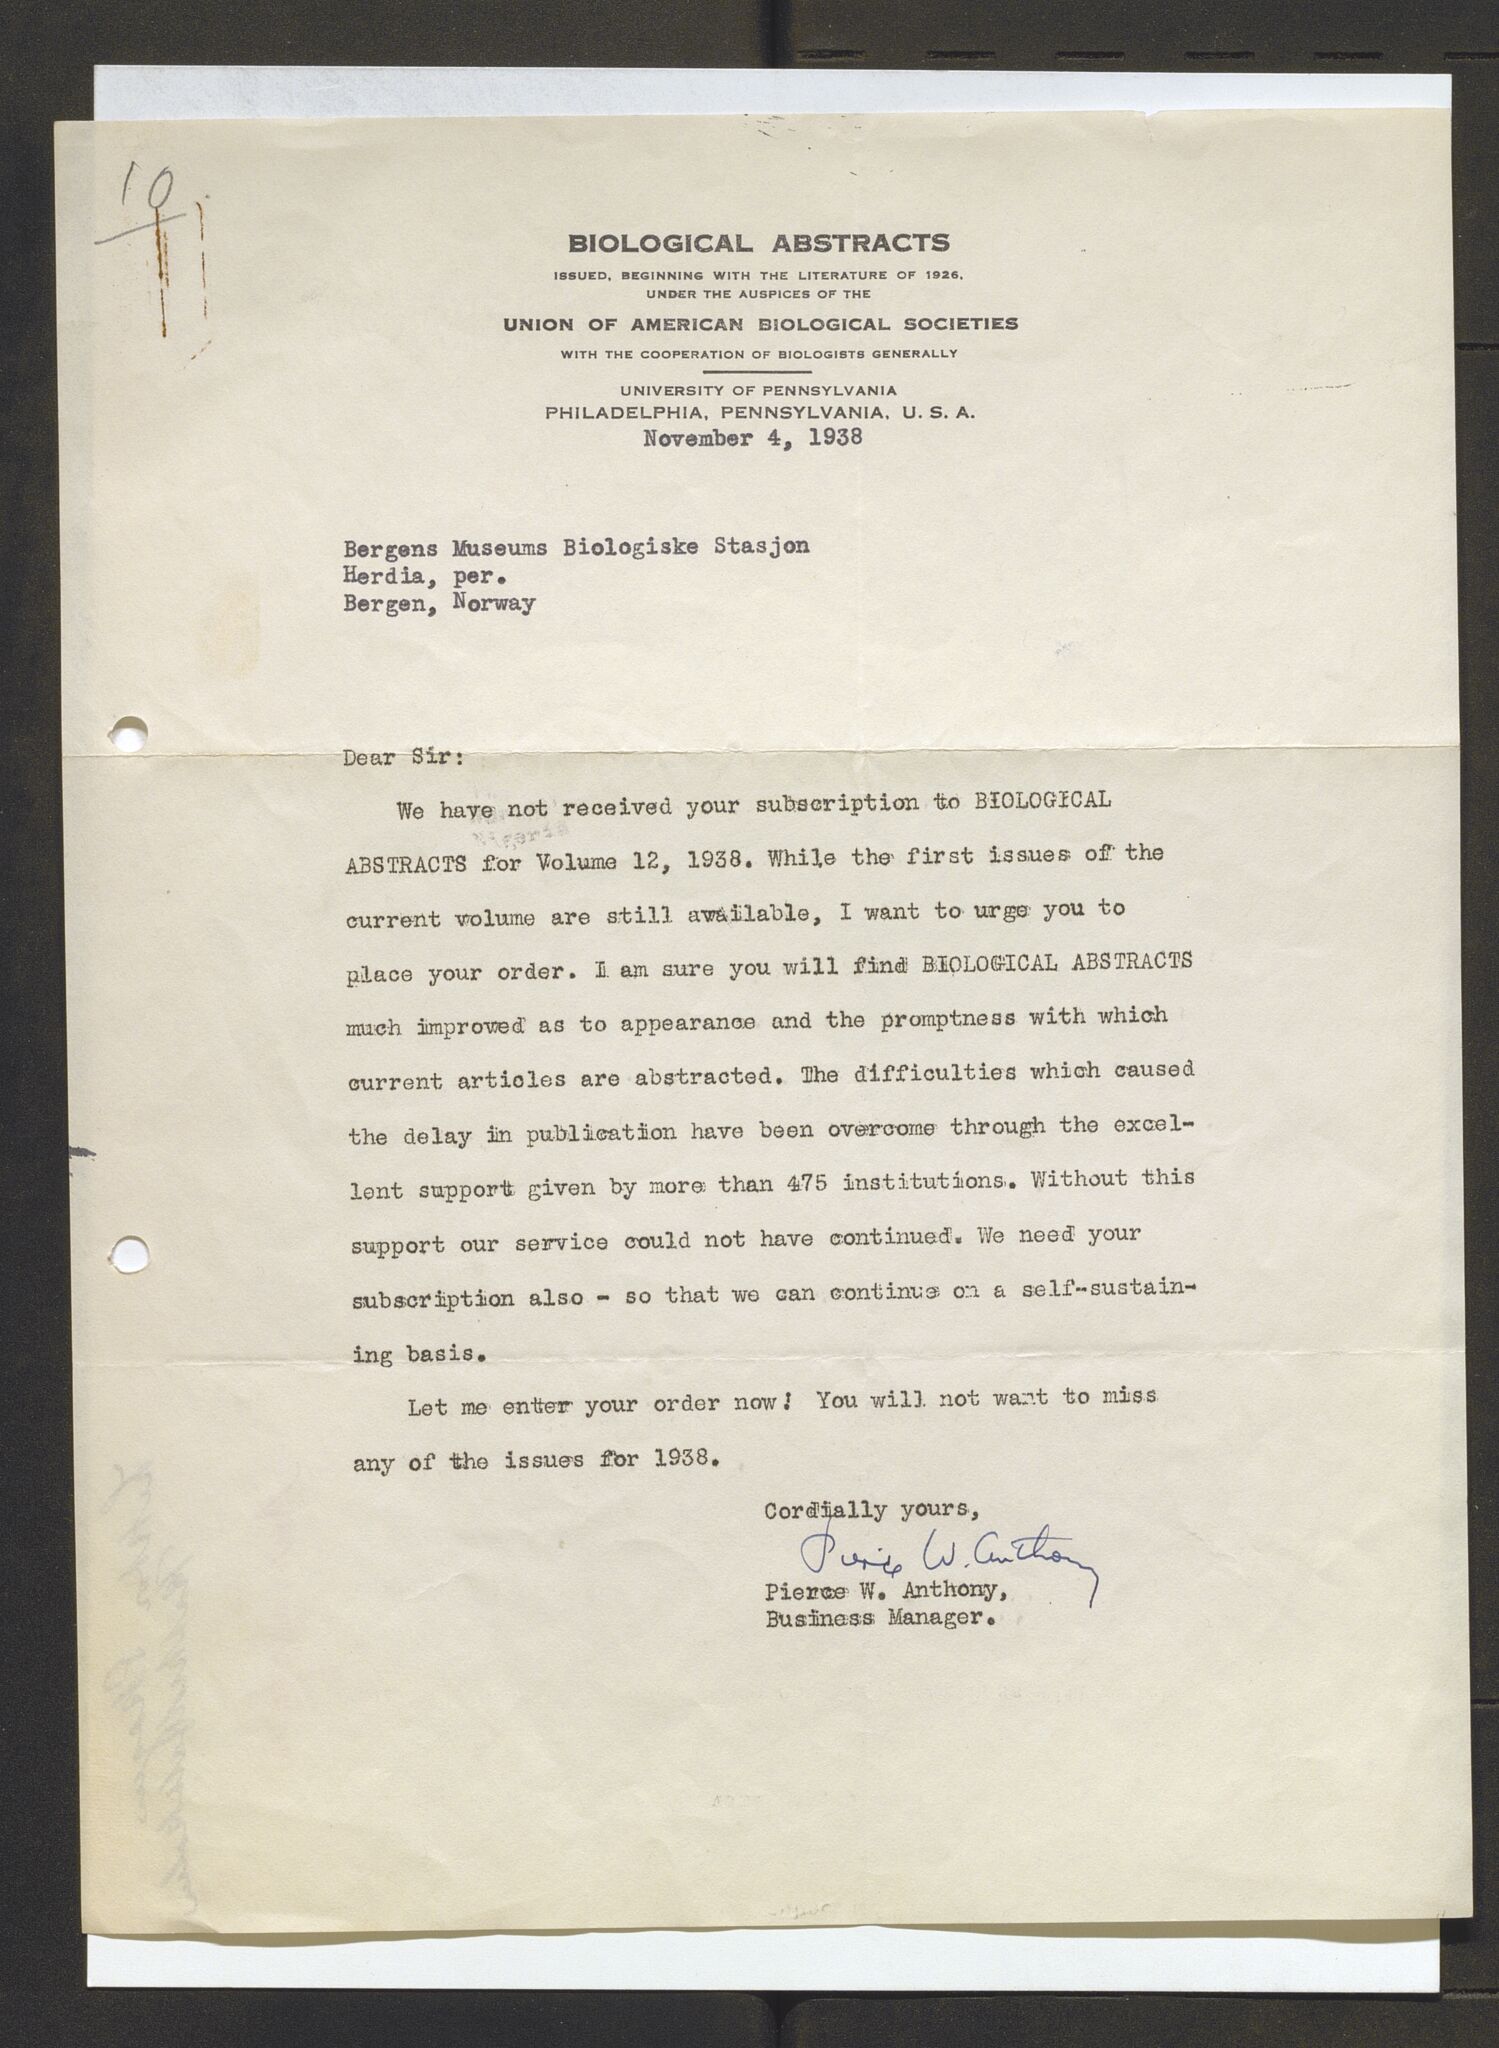 10
BIOLOGICAL ABSTRACTS
ISSUED, BEGINNING WITH THE LITERATURE OF 1926,
UNDER THE AUSPICES OF THE
UNION OF AMERICAN BIOLOGICAL SOCIETIES
WITH THE COOPERATION OF BIOLOGISTS GENERALLY
UNIVERSITY OF PENNSYLVANIA
PHILADELPHIA, PENNSYLVANIA, U. S. A.
November 4, 1938
Bergens Museums Biologiske Stasjon
Herdia, per.
Bergen, Norway
Dear Sir:
We have not received your subscription to BIOLOGICAL
ABSTRACTS for Volume 12, 1938. While the first issues of the
current volume are still available, I want to urge you to
place your order. I am sure you will find BIOLOGICAL ABSTRACTS
much improved as to appearance and the promptness with which
current articles are abstracted. The difficulties which caused
the delay in publication have been overcome through the excel-
lent support given by more than 475 institutions. Without this
support our service could not have continued. We need your
subscription also - so that we can continue on a self-sustain-
ing basis.
Let me enter your order now! You will not want to miss
any of the issues for 1938.
Cordially yours,
Pierce W. Anthony
Pierce W. Anthony,
Business Manager.